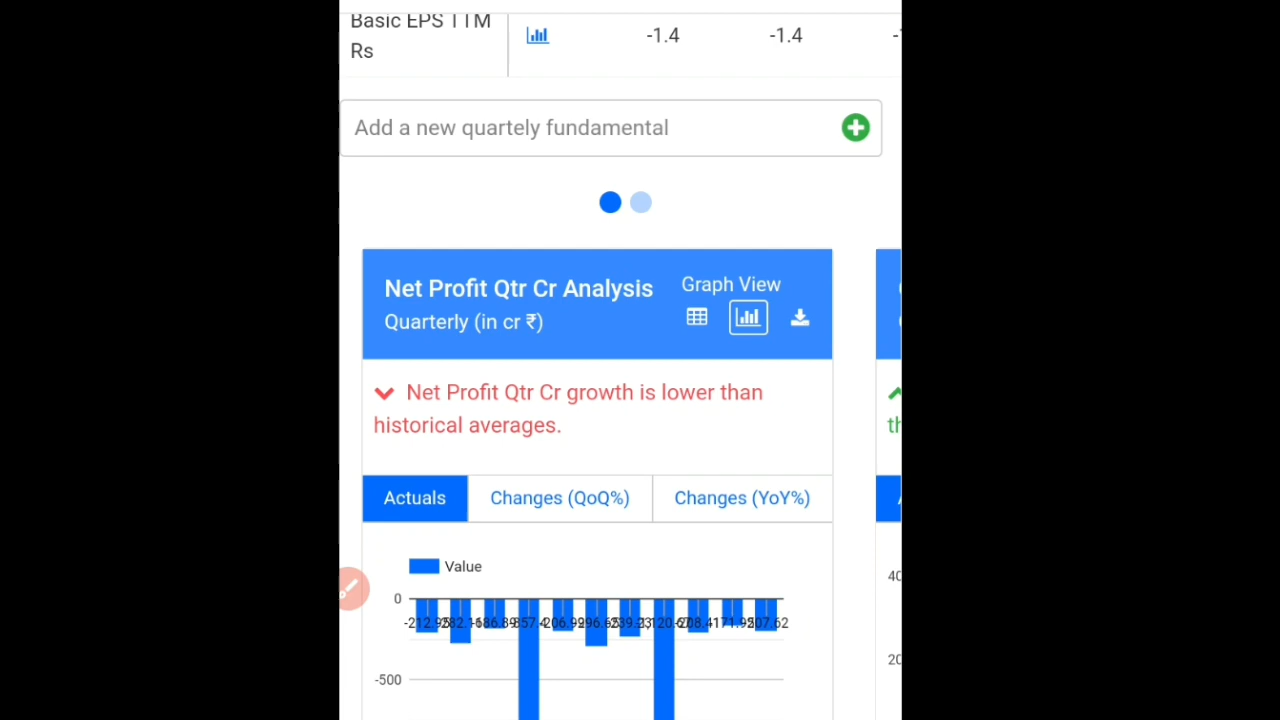 Basic EPS TTM
Rs
-1.4
-1.4
Add a new quartely fundamental
Net Profit Qtr Cr Analysis
Quarterly (in cr ₹)
Graph View
Net Profit Qtr Cr growth is lower than
historical averages.
Actuals
Changes (QoQ%)
Changes (YoY%)
Value
0
-500
40
20